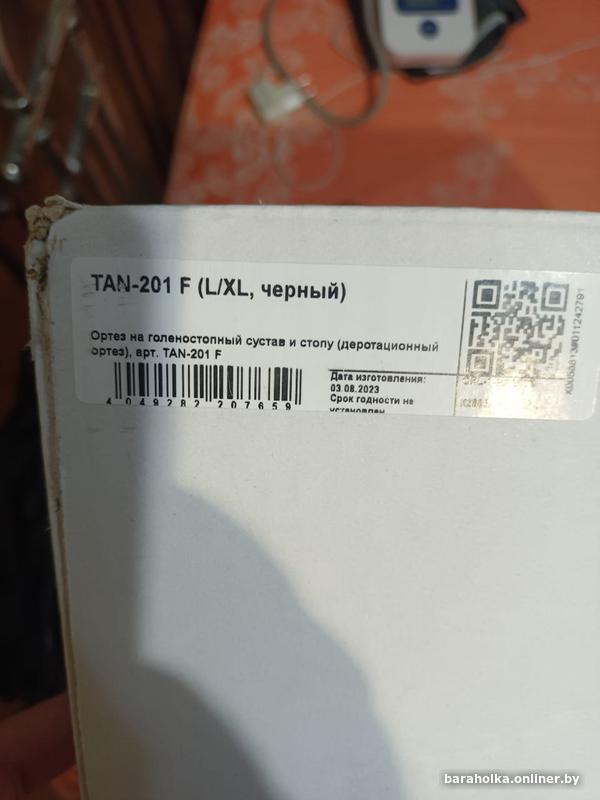 TAN-201 F (L/XL, черный)
Ортез на голеностопный сустав и стопу (деротационный
ортез), арт. TAN-201 F
4 049282 207659
Дата изготовления:
03.08.2023
Срок годности не
установлен
baraholka.onliner.by